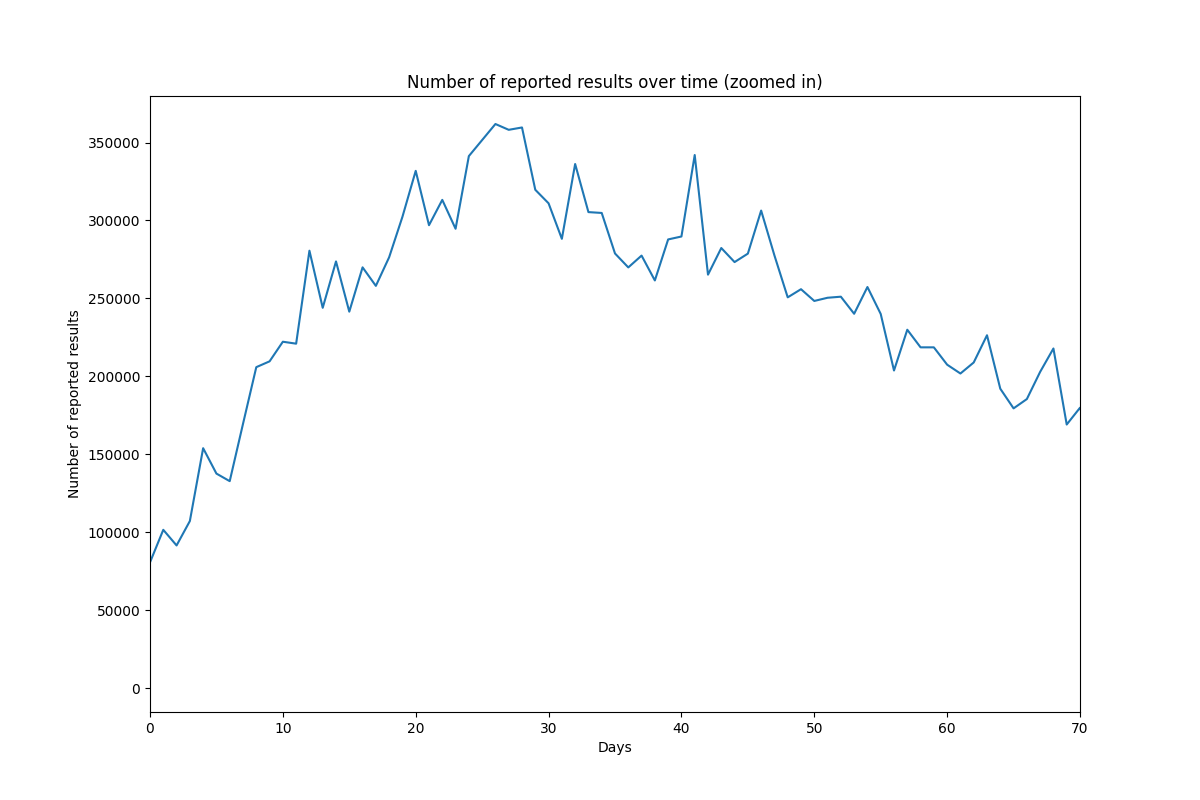 Number of reported results over time (zoomed in)
Number of reported results
350000
300000
250000
200000
150000
100000
50000
0
0 10 20 30 40 50 60 70
Days